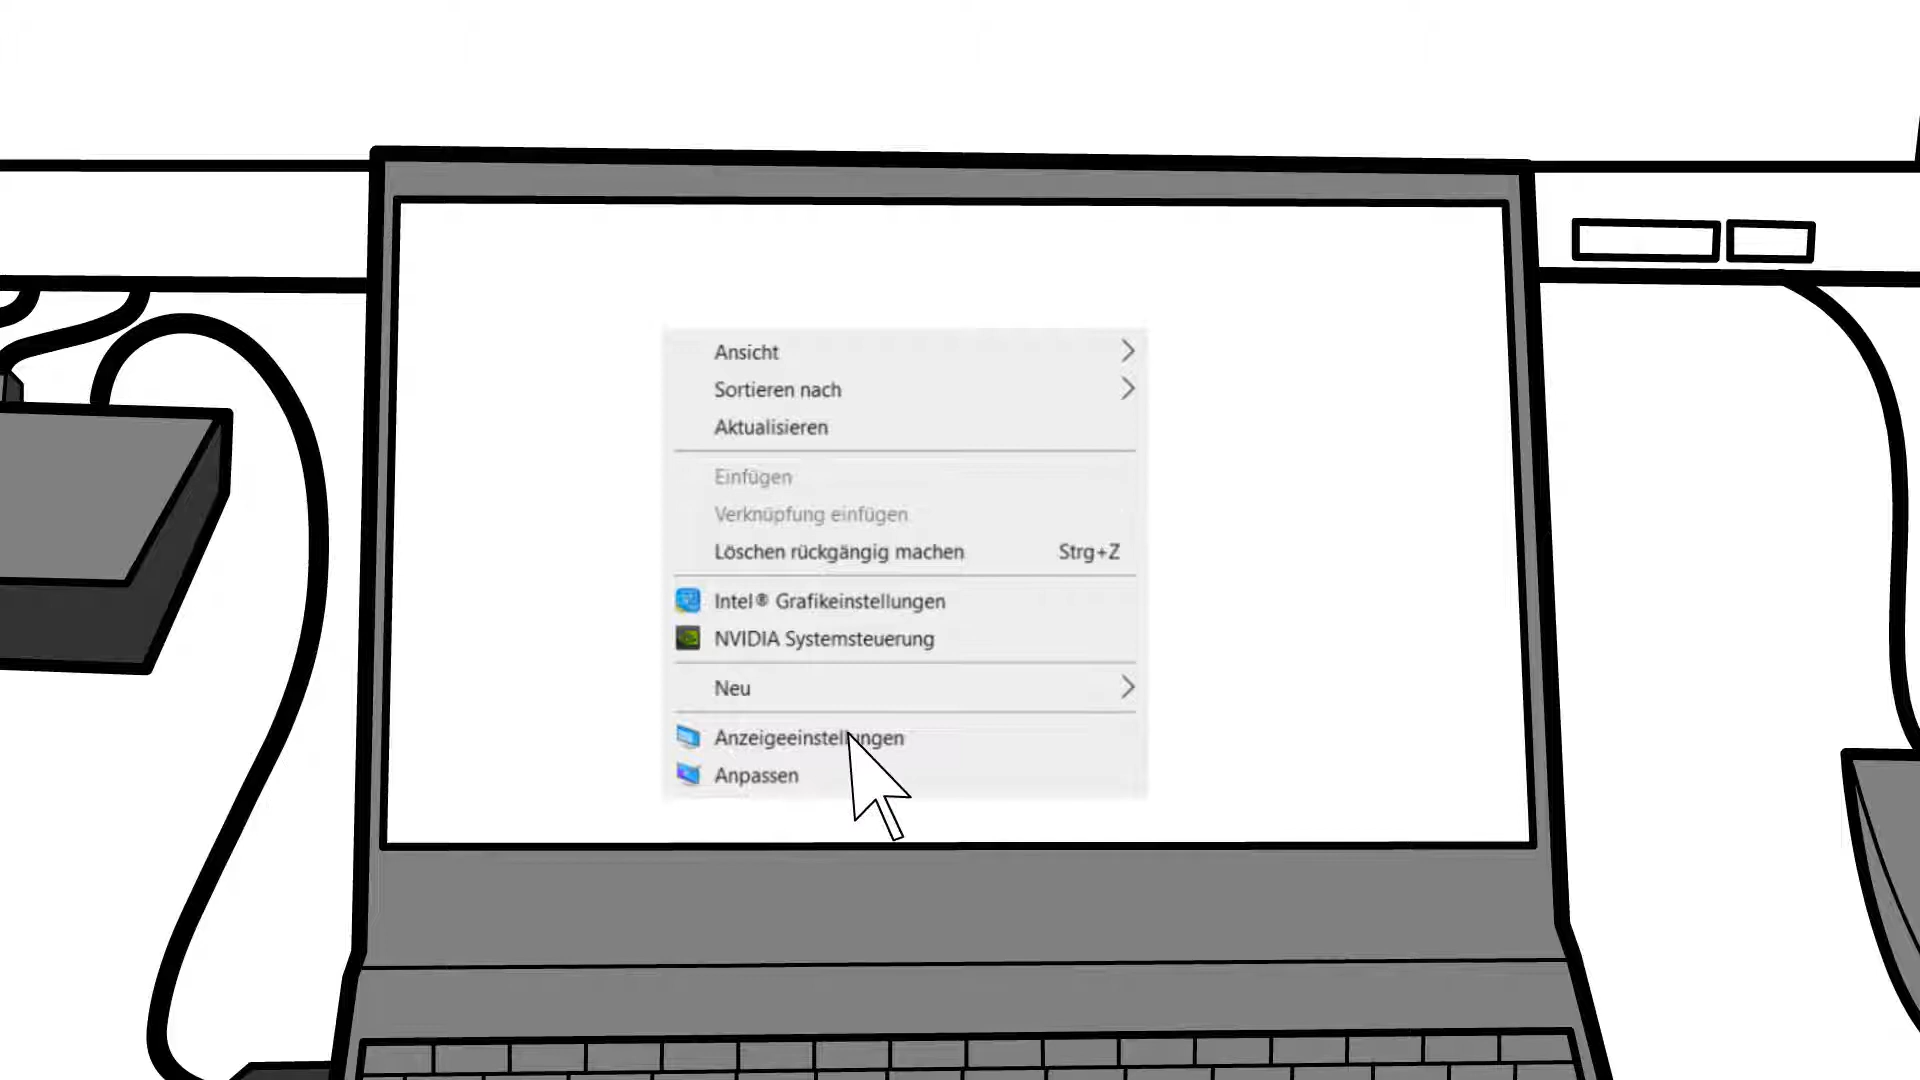 Ansicht
Sortieren nach
Aktualisieren
Einfügen
Verknüpfung einfügen
Löschen rückgängig machen Strg+Z
Intel® Grafikeinstellungen
NVIDIA Systemsteuerung
Neu
Anzeigeeinstellungen
Anpassen